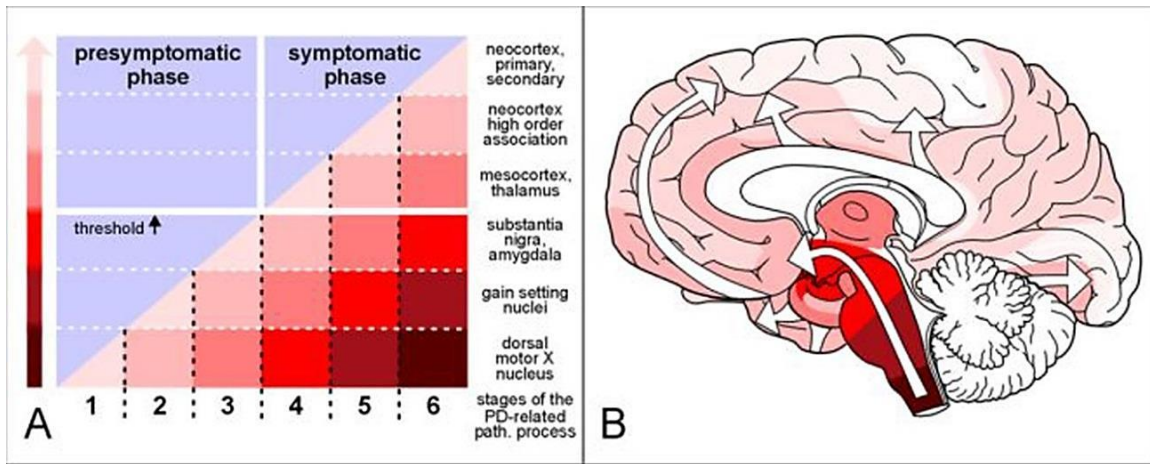 presymptomatic
phase
symptomatic
phase
neocortex,
primary,
secondary
neocortex
high order
association
mesocortex,
thalamus
threshold
substantia
nigra,
amygdala
gain setting
nuclei
dorsal
motor X
nucleus
1 2 3 4 5 6
stages of the
PD-related
path. process
A
B